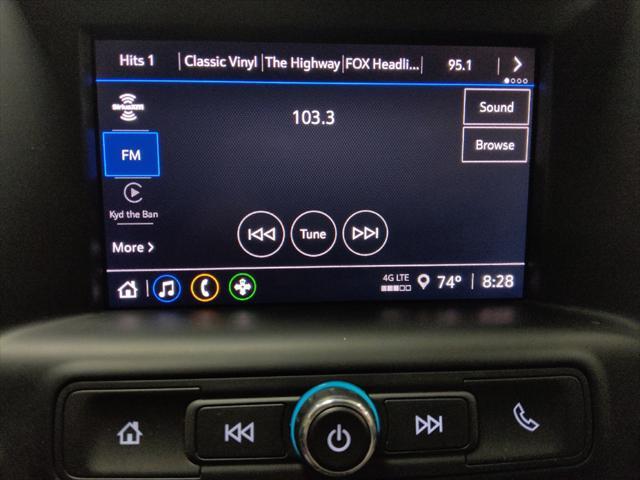 Hits 1 Classic Vinyl The Highway FOX Headli... 95.1
SiriusXM
103.3
Sound
FM
Browse
Kyd the Ban
Tune
More
4G LTE
74° 8:28